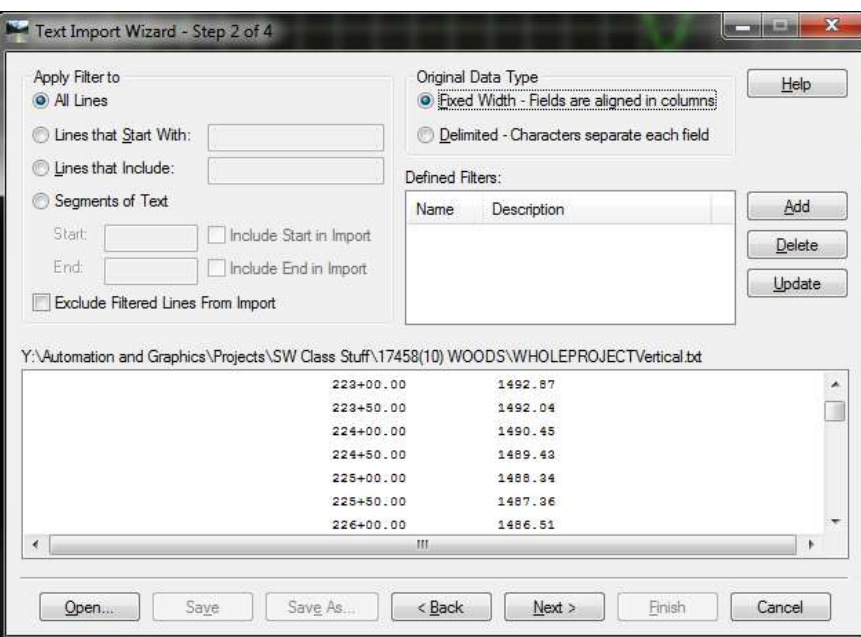 Text Import Wizard - Step 2 of 4
Apply Filter to
All Lines
Lines that Start With:
Lines that Include:
Segments of Text
Start:
Include Start in Import
End:
Include End in Import
Exclude Filtered Lines From Import
Original Data Type
Fixed Width - Fields are aligned in columns
Delimited - Characters separate each field
Defined Filters:
Name Description
Help
Add
Delete
Update
Y:\Automation and Graphics\Projects\SW Class Stuff\17458(10) WOODS\WHOLEPROJECTVertical.txt
223+00.00 1492.87
223+50.00 1492.04
224+00.00 1490.45
224+50.00 1489.43
225+00.00 1488.34
225+50.00 1487.36
226+00.00 1486.51
Open... Save Save As... < Back Next > Finish Cancel